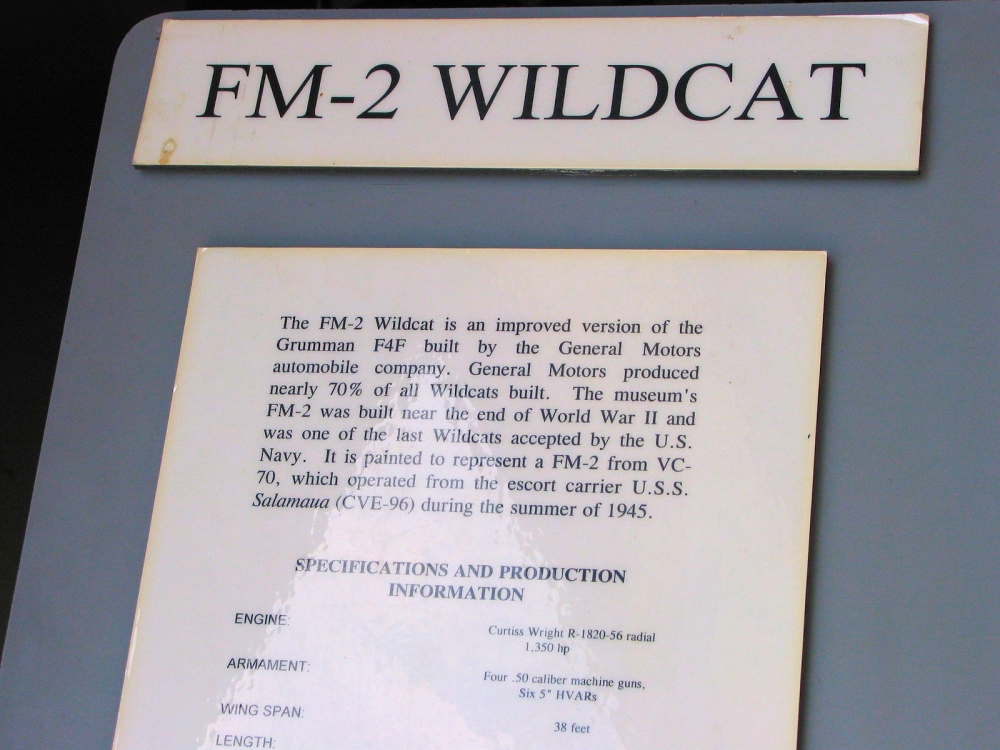 FM-2 WILDCAT
The FM-2 Wildcat is an improved version of the
Grumman F4F built by the General Motors
automobile company. General Motors produced
nearly 70% of all Wildcats built. The museum's
FM-2 was built near the end of World War II and
was one of the last Wildcats accepted by the U.S.
Navy. It is painted to represent a FM-2 from VC-
70, which operated from the escort carrier U.S.S.
Salamaua (CVE-96) during the summer of 1945.
SPECIFICATIONS AND PRODUCTION
INFORMATION
ENGINE:
Curtiss Wright R-1820-56 radial
1,350 hp
ARMAMENT:
Four .50 caliber machine guns,
Six 5" HVARs
WING SPAN:
38 feet
LENGTH: